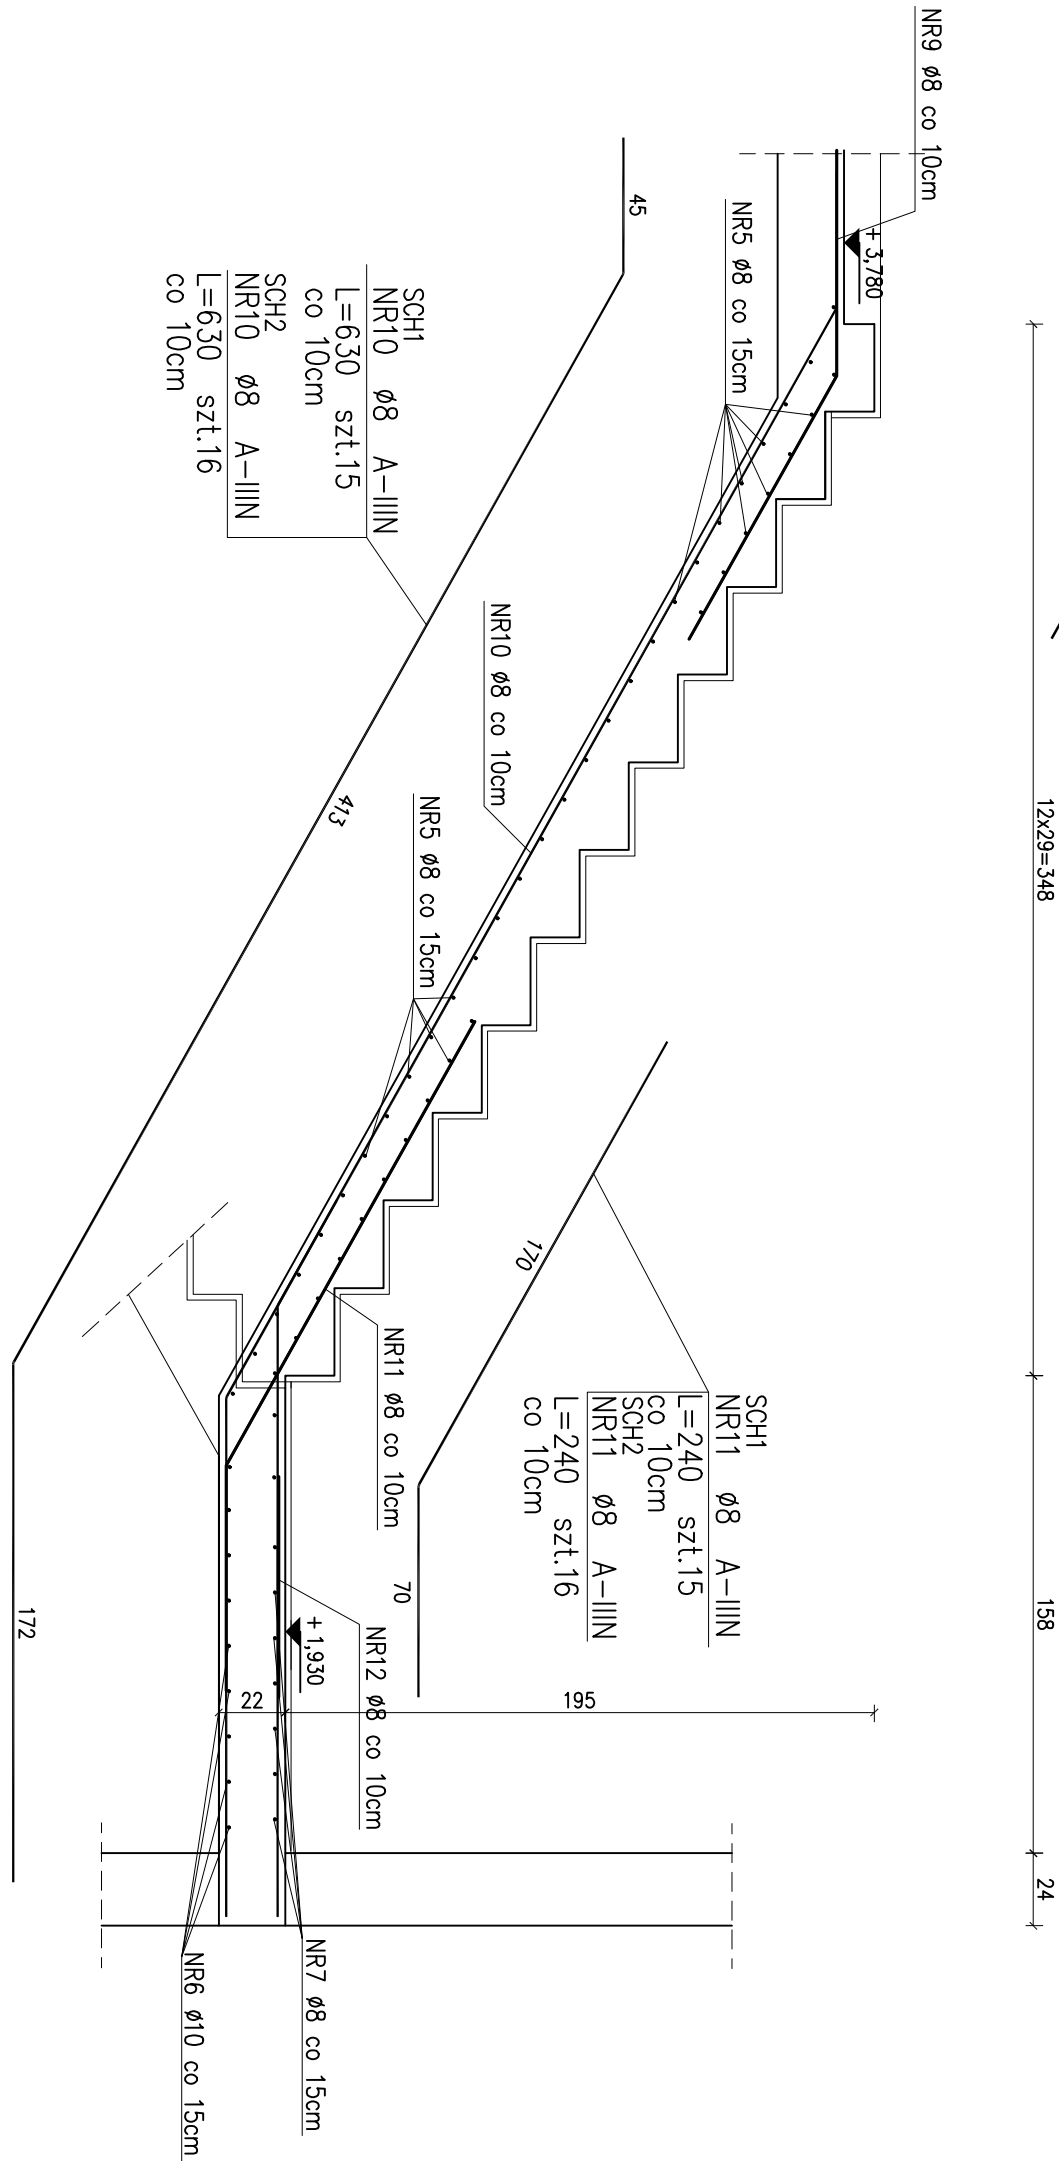 NR9 ø8 co 10cm
+ 3,780
NR5 ø8 co 15cm
45
SCH1
NR10 ø8 A-IIIN
L=630 szt.15
co 10cm
SCH2
NR10 ø8 A-IIIN
L=630 szt.16
co 10cm
NR10 ø8 co 10cm
413
NR5 ø8 co 15cm
12x29=348
170
SCH1
NR11 ø8 A-IIIN
L=240 szt.15
co 10cm
SCH2
NR11 ø8 A-IIIN
L=240 szt.16
co 10cm
NR11 ø8 co 10cm
70
158
+ 1,930
NR12 ø8 co 10cm
172
22
195
24
NR7 ø8 co 15cm
NR6 ø10 co 15cm